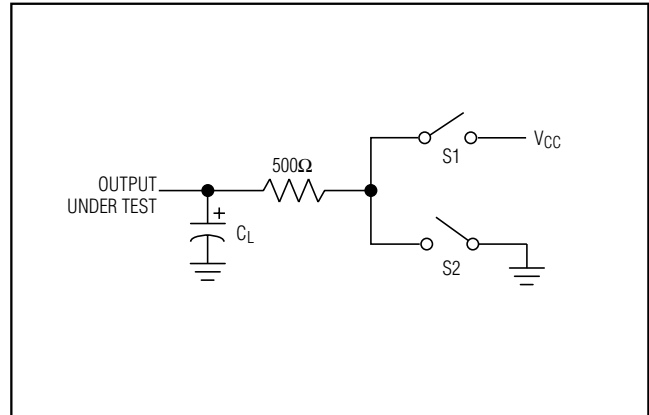 500Ω
S1
VCC
OUTPUT
UNDER TEST
+
CL
S2